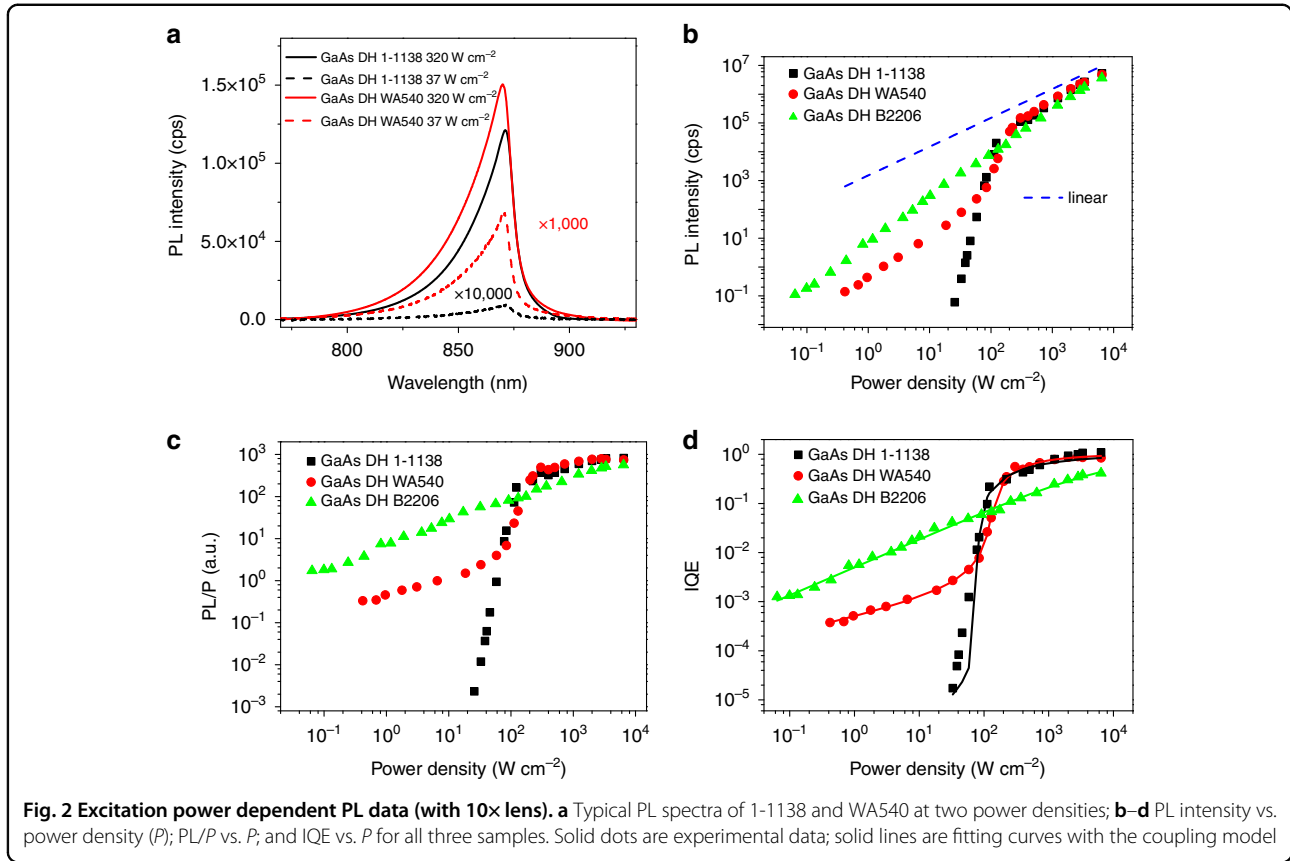 a
GaAs DH 1-1138 320 W cm⁻²
GaAs DH 1-1138 37 W cm⁻²
GaAs DH WA540 320 W cm⁻²
GaAs DH WA540 37 W cm⁻²
1.5×10⁵
1.0×10⁵
5.0×10⁴
0.0
PL intensity (cps)
×1,000
×10,000
800 850 900
Wavelength (nm)
b
GaAs DH 1-1138
GaAs DH WA540
GaAs DH B2206
linear
10⁷
10⁵
10³
10¹
10⁻¹
PL intensity (cps)
10⁻¹ 10⁰ 10¹ 10² 10³ 10⁴
Power density (W cm⁻²)
c
GaAs DH 1-1138
GaAs DH WA540
GaAs DH B2206
10³
10²
10¹
10⁰
10⁻¹
10⁻²
10⁻³
PL/P (a.u.)
10⁻¹ 10⁰ 10¹ 10² 10³ 10⁴
Power density (W cm⁻²)
d
GaAs DH 1-1138
GaAs DH WA540
GaAs DH B2206
10⁰
10⁻¹
10⁻²
10⁻³
10⁻⁴
10⁻⁵
IQE
10⁻¹ 10⁰ 10¹ 10² 10³ 10⁴
Power density (W cm⁻²)
Fig. 2 Excitation power dependent PL data (with 10× lens). a Typical PL spectra of 1-1138 and WA540 at two power densities; b–d PL intensity vs.
power density (P); PL/P vs. P; and IQE vs. P for all three samples. Solid dots are experimental data; solid lines are fitting curves with the coupling model